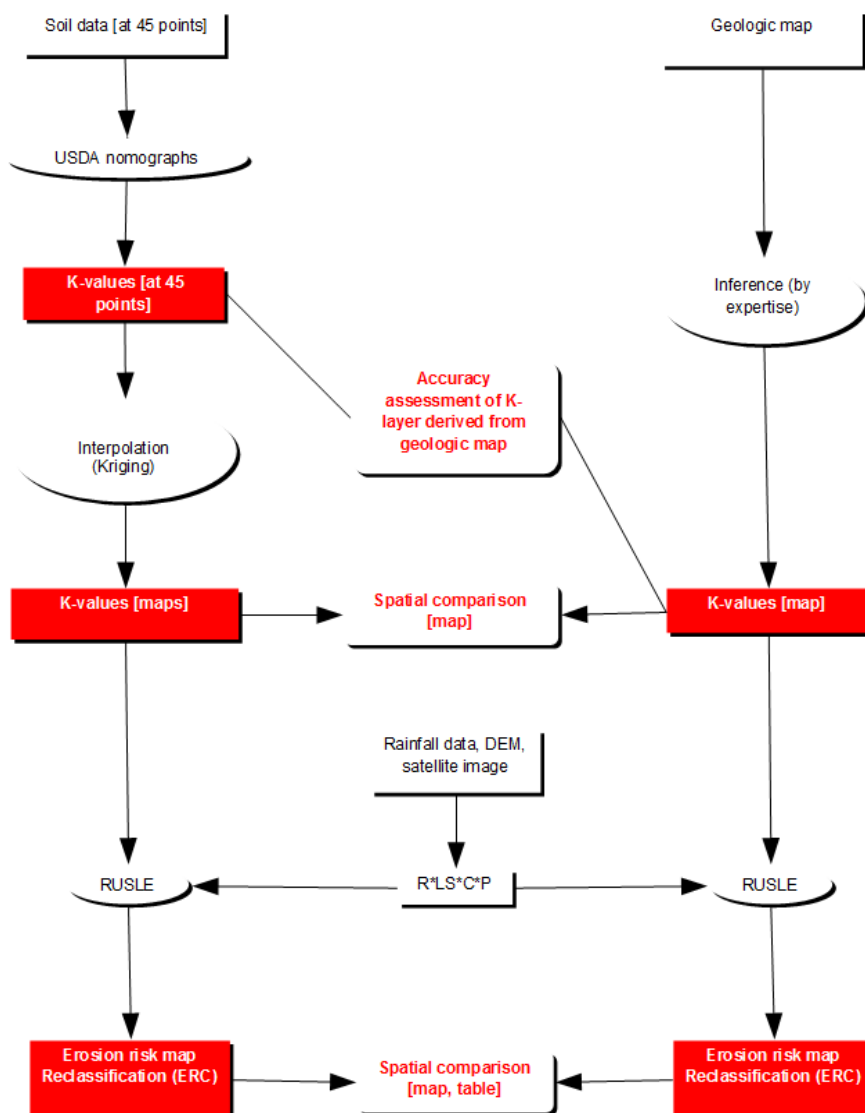 Soil data [at 45 points]
Geologic map
USDA nomographs
K-values [at 45
points]
Inference (by
expertise)
Accuracy
assessment of K-
layer derived from
geologic map
Interpolation
(Kriging)
K-values [maps]
Spatial comparison
[map]
K-values [map]
Rainfall data, DEM,
satellite image
RUSLE
R*LS*C*P
RUSLE
Erosion risk map
Reclassification (ERC)
Spatial comparison
[map, table]
Erosion risk map
Reclassification (ERC)